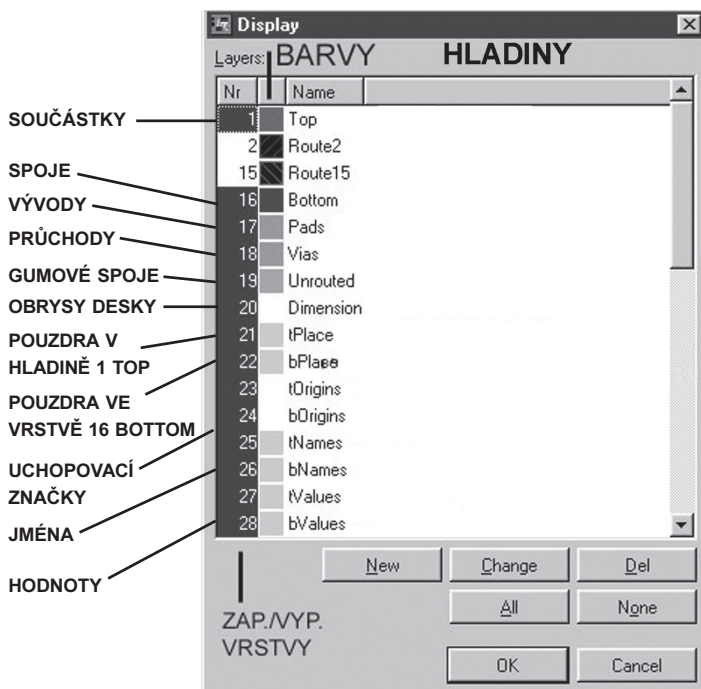 Display
Layers: BARVY HLADINY
Nr Name
SOUČÁSTKY
1 Top
2 Route2
15 Route15
SPOJE
16 Bottom
VÝVODY
17 Pads
PRŮCHODY
18 Vias
GUMOVÉ SPOJE
19 Unrouted
OBRYSY DESKY
20 Dimension
POUZDRA V
HLADINĚ 1 TOP
21 tPlace
22 bPlace
POUZDRA VE
VRSTVĚ 16 BOTTOM
23 tOrigins
24 bOrigins
25 tNames
UCHOPOVACÍ
ZNAČKY
26 bNames
27 tValues
JMÉNA
28 bValues
HODNOTY
New Change Del
ZAP./VYP.
VRSTVY
All None
OK Cancel